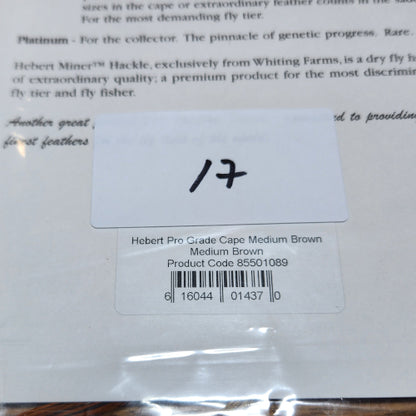 sizes in the cape or extraordinary feather counts in the sad
For the most demanding fly tier.
Platinum - For the collector. The pinnacle of genetic progress. Rare.
Hebert Miner™ Hackle, exclusively from Whiting Farms, is a dry fly h
of extraordinary quality; a premium product for the most discrimi
fly tier and fly fisher.
Another great d to providin
finest feathers
17
Hebert Pro Grade Cape Medium Brown
Medium Brown
Product Code 85501089
6 16044 01437 0